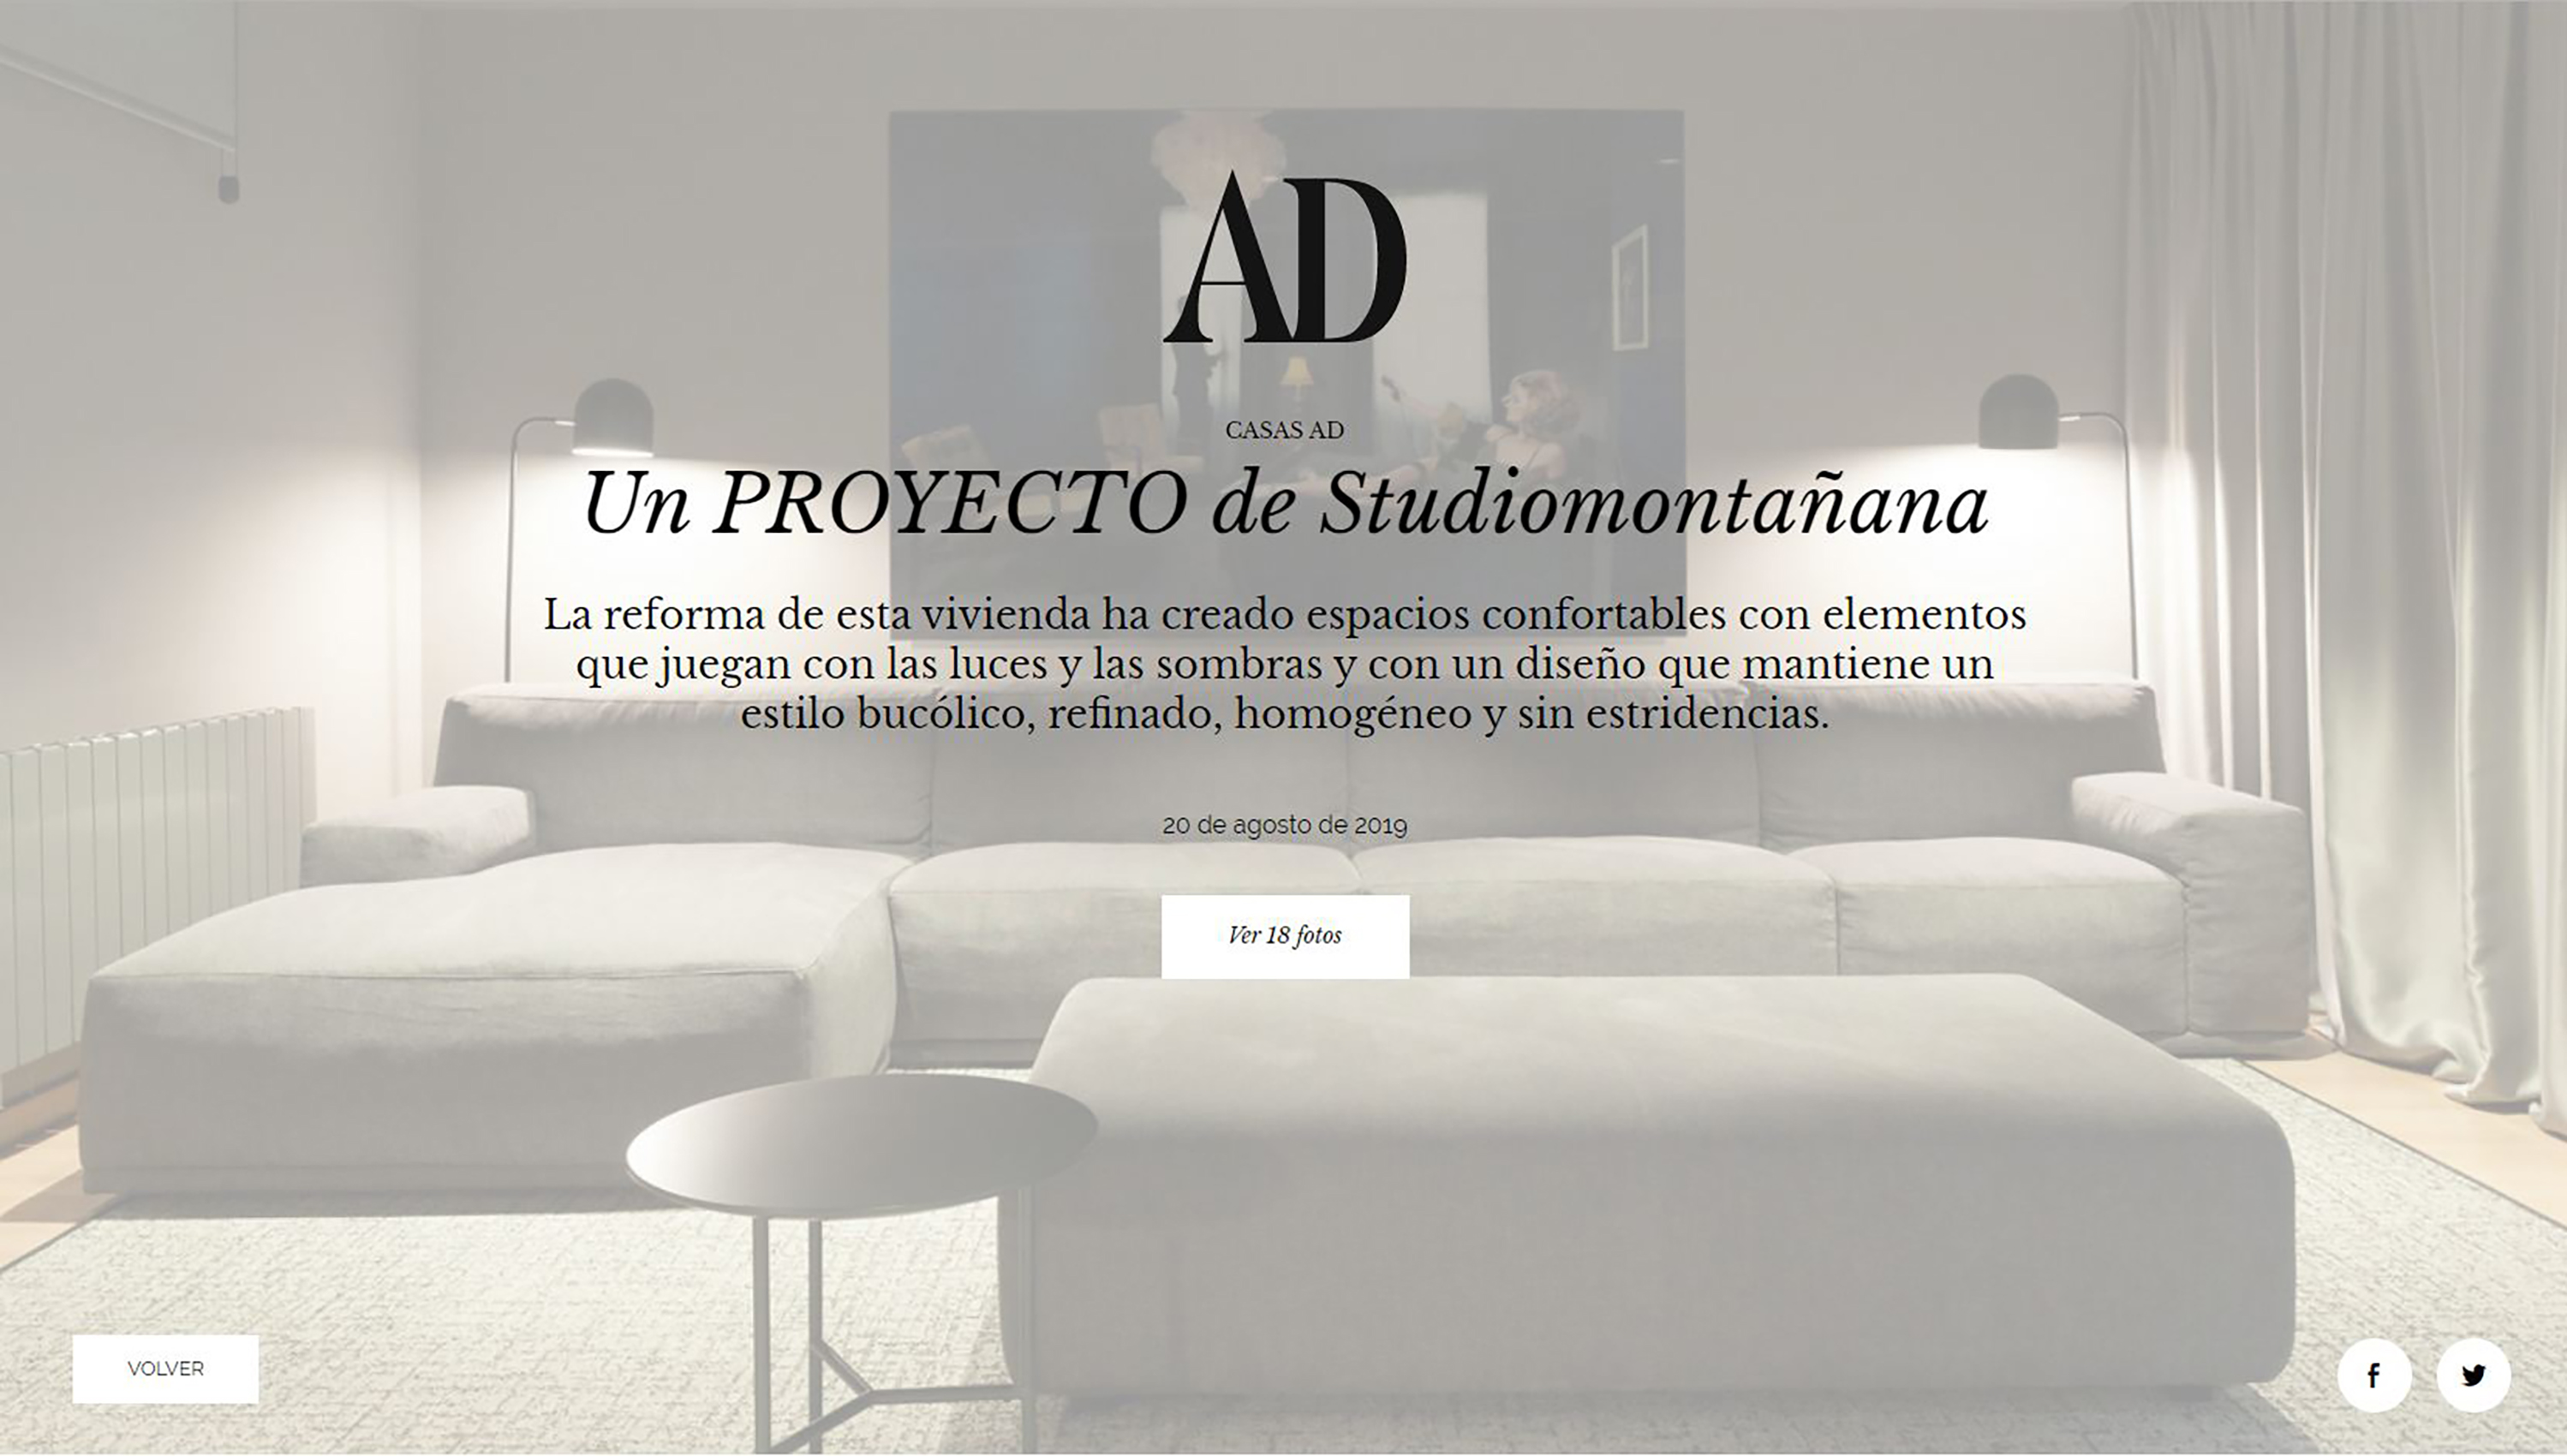 AD
CASAS AD
Un PROYECTO de Studiomontañana
La reforma de esta vivienda ha creado espacios confortables con elementos
que juegan con las luces y las sombras y con un diseño que mantiene un
estilo bucólico, refinado, homogéneo y sin estridencias.
20 de agosto de 2019
Ver 18 fotos
VOLVER